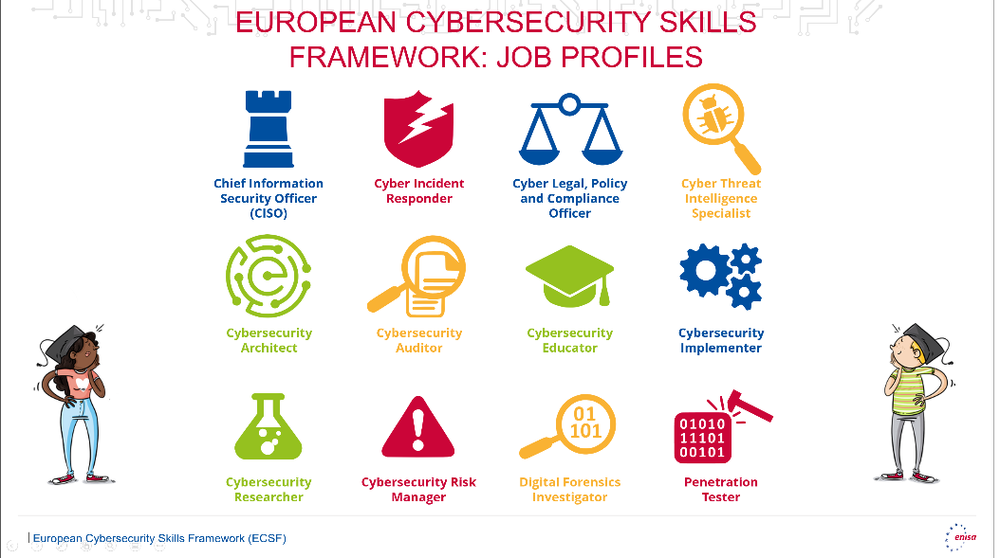 EUROPEAN CYBERSECURITY SKILLS
FRAMEWORK: JOB PROFILES
Chief Information
Security Officer
(CISO)
Cyber Incident
Responder
Cyber Legal, Policy
and Compliance
Officer
Cyber Threat
Intelligence
Specialist
Cybersecurity
Architect
Cybersecurity
Auditor
Cybersecurity
Educator
Cybersecurity
Implementer
01
101
01010
11101
00101
Cybersecurity
Researcher
Cybersecurity Risk
Manager
Digital Forensics
Investigator
Penetration
Tester
European Cybersecurity Skills Framework (ECSF)
enisa